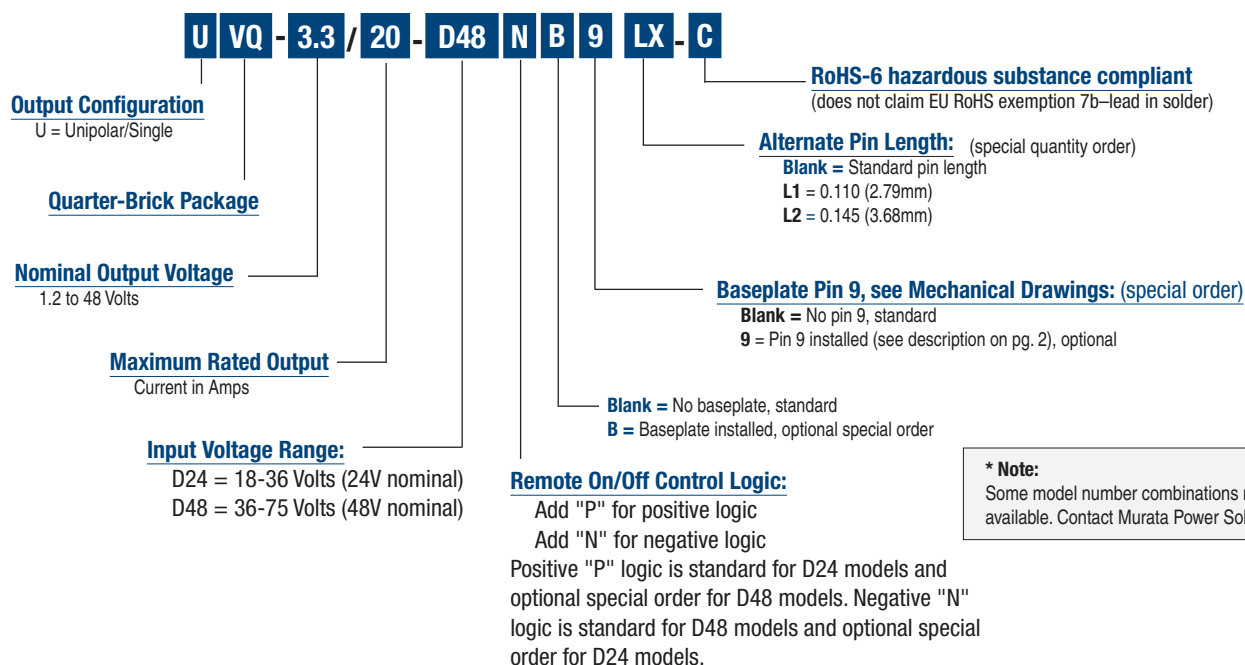 U VQ - 3.3 / 20 - D48 N B 9 LX - C
RoHS-6 hazardous substance compliant
(does not claim EU RoHS exemption 7b–lead in solder)
Output Configuration
U = Unipolar/Single
Alternate Pin Length: (special quantity order)
Blank = Standard pin length
L1 = 0.110 (2.79mm)
L2 = 0.145 (3.68mm)
Quarter-Brick Package
Nominal Output Voltage
1.2 to 48 Volts
Baseplate Pin 9, see Mechanical Drawings: (special order)
Blank = No pin 9, standard
9 = Pin 9 installed (see description on pg. 2), optional
Maximum Rated Output
Current in Amps
Blank = No baseplate, standard
B = Baseplate installed, optional special order
Input Voltage Range:
D24 = 18-36 Volts (24V nominal)
D48 = 36-75 Volts (48V nominal)
Remote On/Off Control Logic:
Add "P" for positive logic
Add "N" for negative logic
Positive "P" logic is standard for D24 models and
optional special order for D48 models. Negative "N"
logic is standard for D48 models and optional special
order for D24 models.
* Note:
Some model number combinations
available. Contact Murata Power